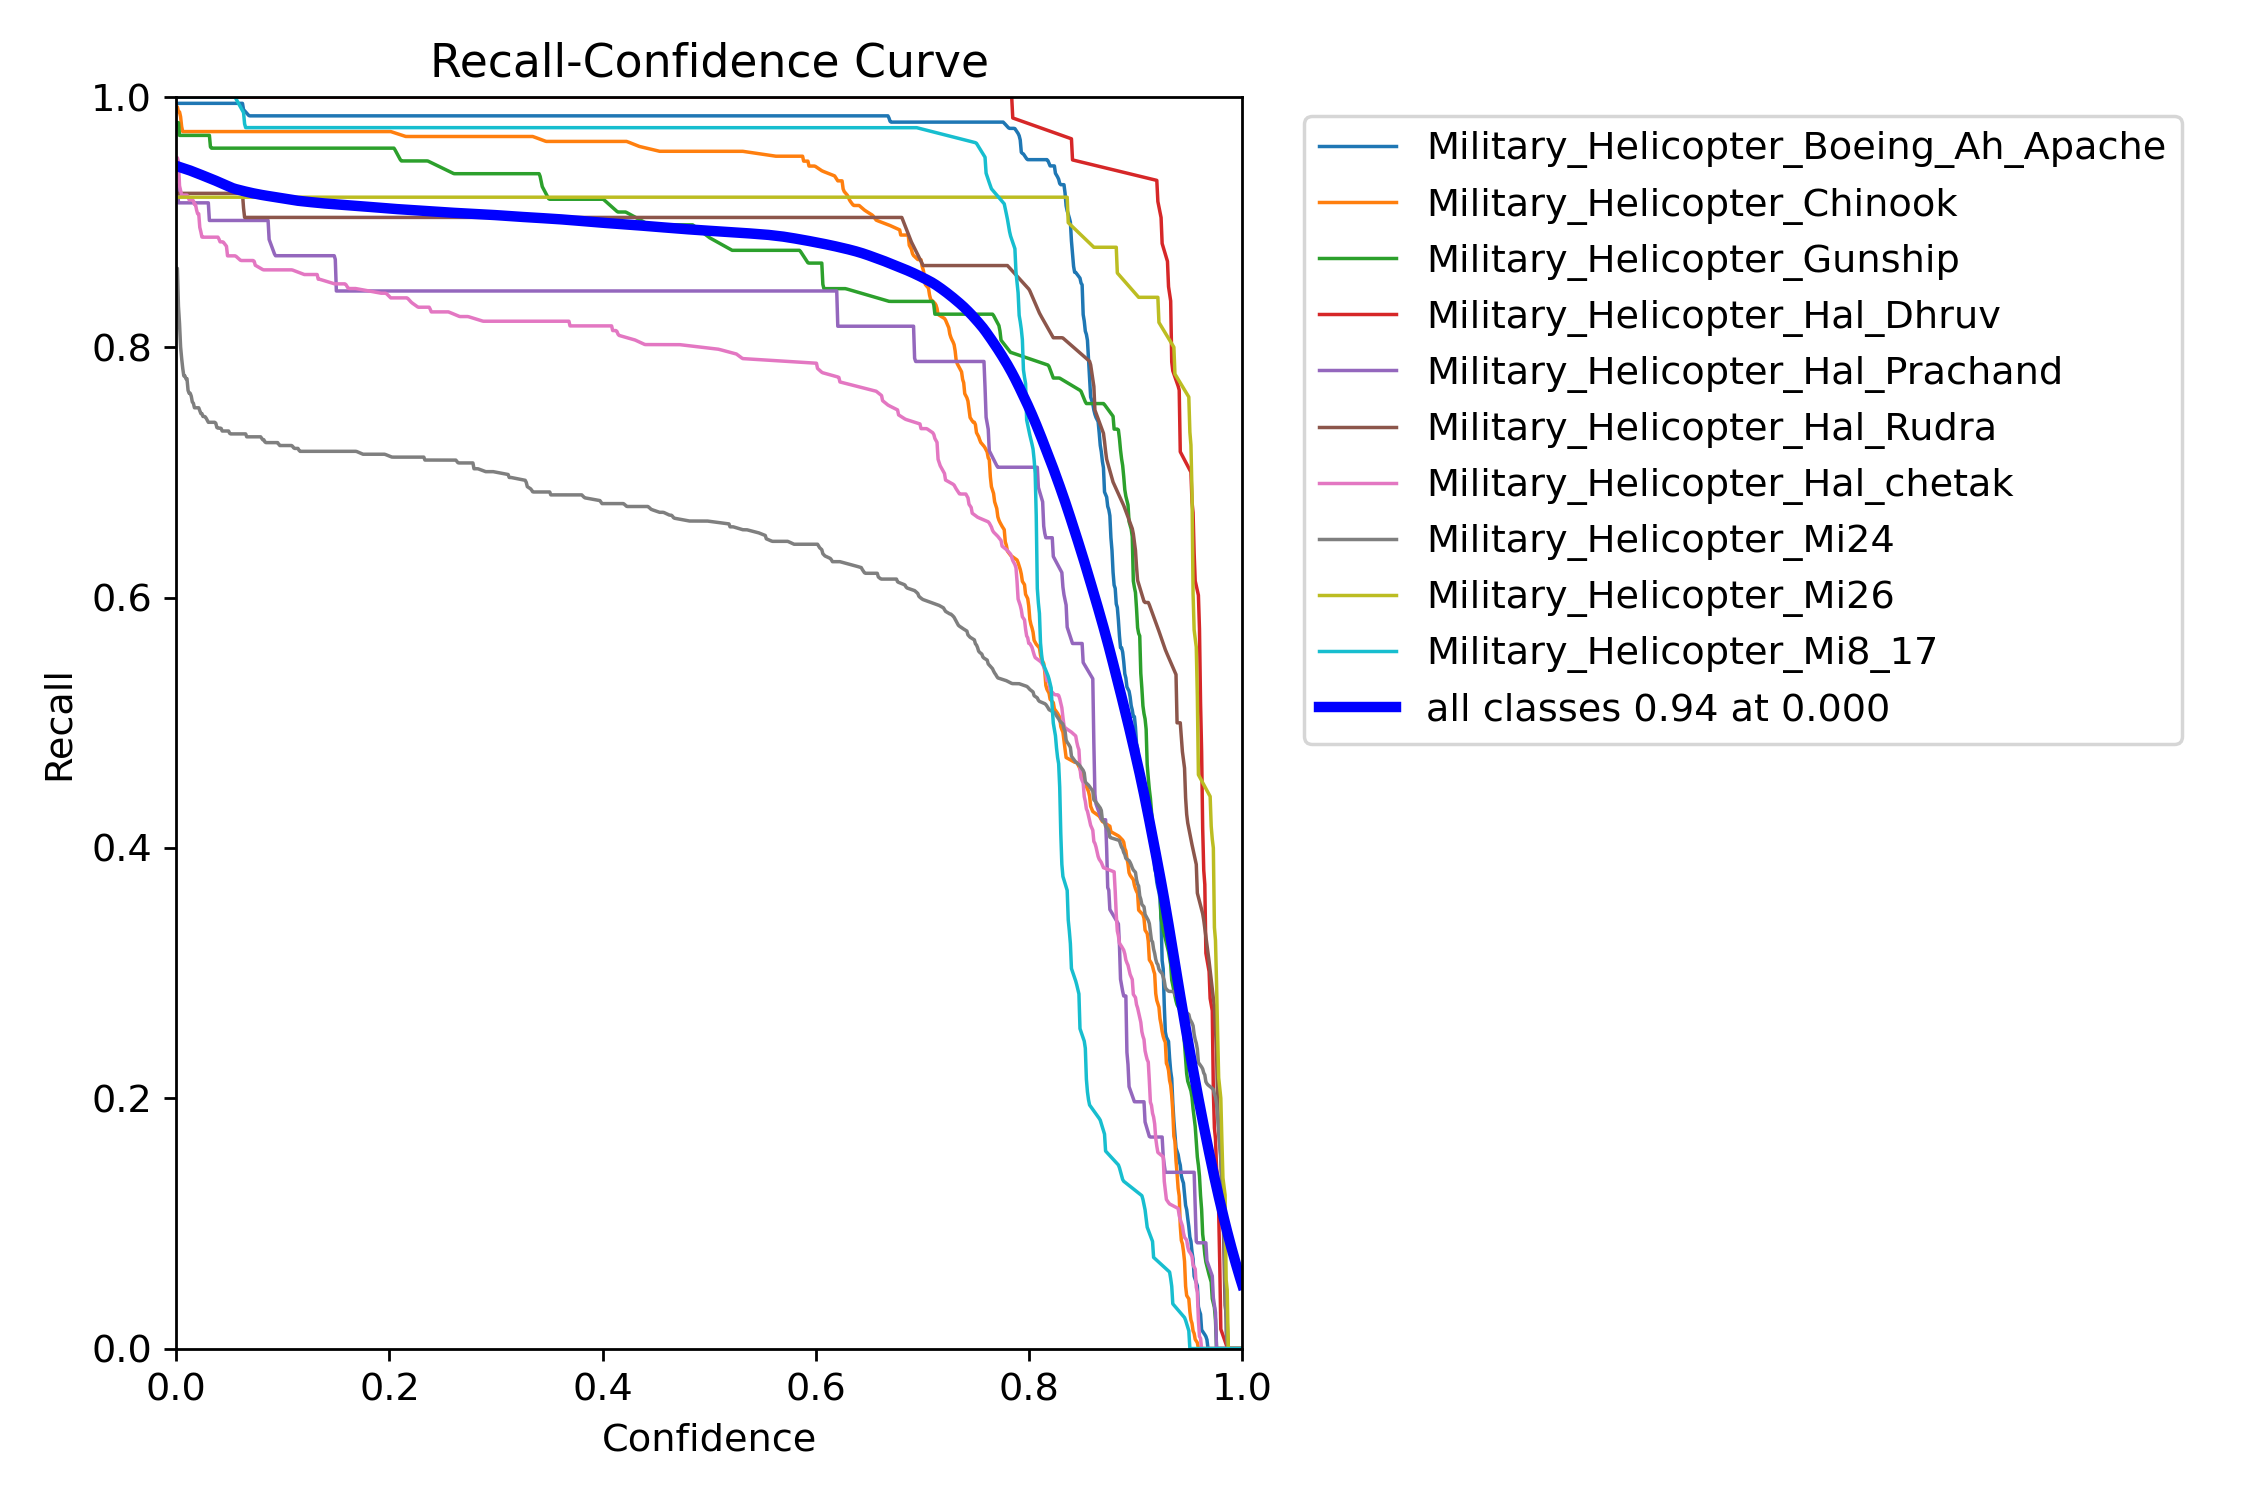 Recall-Confidence Curve
1.0
0.8
0.6
0.4
0.2
0.0
Recall
0.0 0.2 0.4 0.6 0.8 1.0
Confidence
Military_Helicopter_Boeing_Ah_Apache
Military_Helicopter_Chinook
Military_Helicopter_Gunship
Military_Helicopter_Hal_Dhruv
Military_Helicopter_Hal_Prachand
Military_Helicopter_Hal_Rudra
Military_Helicopter_Hal_chetak
Military_Helicopter_Mi24
Military_Helicopter_Mi26
Military_Helicopter_Mi8_17
all classes 0.94 at 0.000